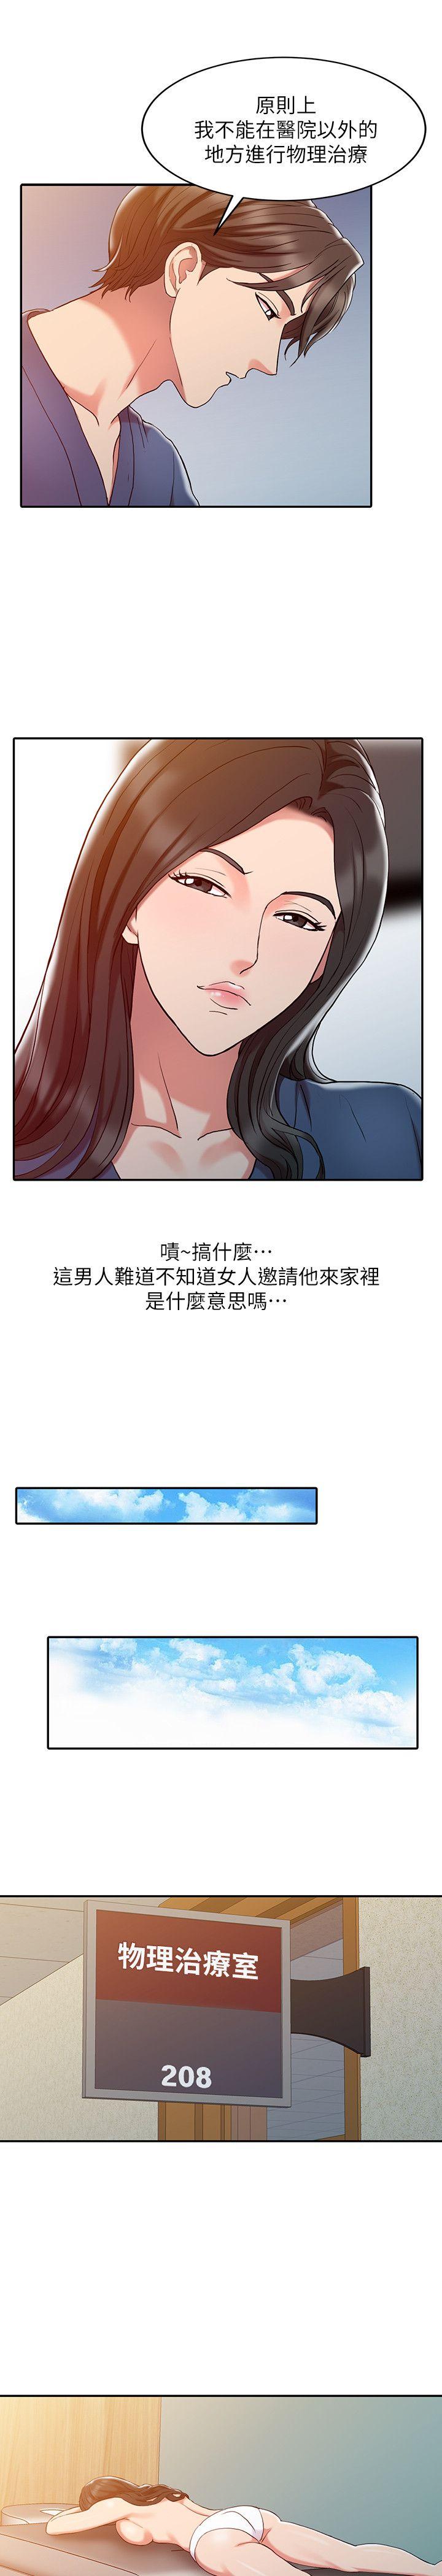 原則上
我不能在醫院以外的
地方進行物理治療
嘖~搞什麼⋯
這男人難道不知道女人邀請他來家裡
是什麼意思嗎⋯
物理治療室
208